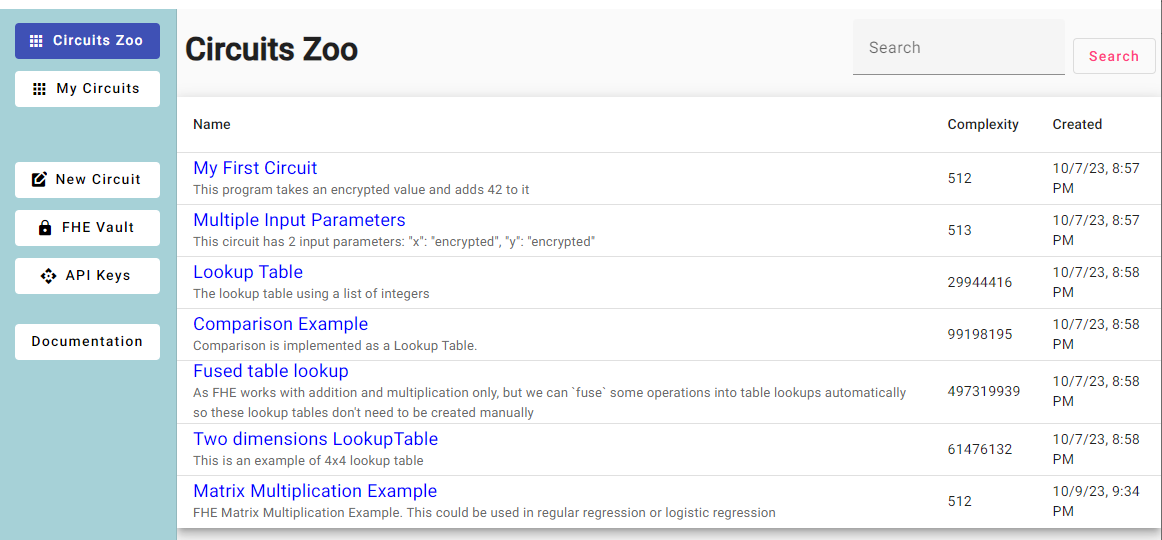 Circuits Zoo
My Circuits
New Circuit
FHE Vault
API Keys
Documentation
Circuits Zoo
Search
Search
Name Complexity Created
My First Circuit
This program takes an encrypted value and adds 42 to it
512
10/7/23, 8:57
PM
Multiple Input Parameters
This circuit has 2 input parameters: "x": "encrypted", "y": "encrypted"
513
10/7/23, 8:57
PM
Lookup Table
The lookup table using a list of integers
29944416
10/7/23, 8:58
PM
Comparison Example
Comparison is implemented as a Lookup Table.
99198195
10/7/23, 8:58
PM
Fused table lookup
As FHE works with addition and multiplication only, but we can `fuse` some operations into table lookups automatically
so these lookup tables don't need to be created manually
497319939
10/7/23, 8:58
PM
Two dimensions LookupTable
This is an example of 4x4 lookup table
61476132
10/7/23, 8:58
PM
Matrix Multiplication Example
FHE Matrix Multiplication Example. This could be used in regular regression or logistic regression
512
10/9/23, 9:34
PM